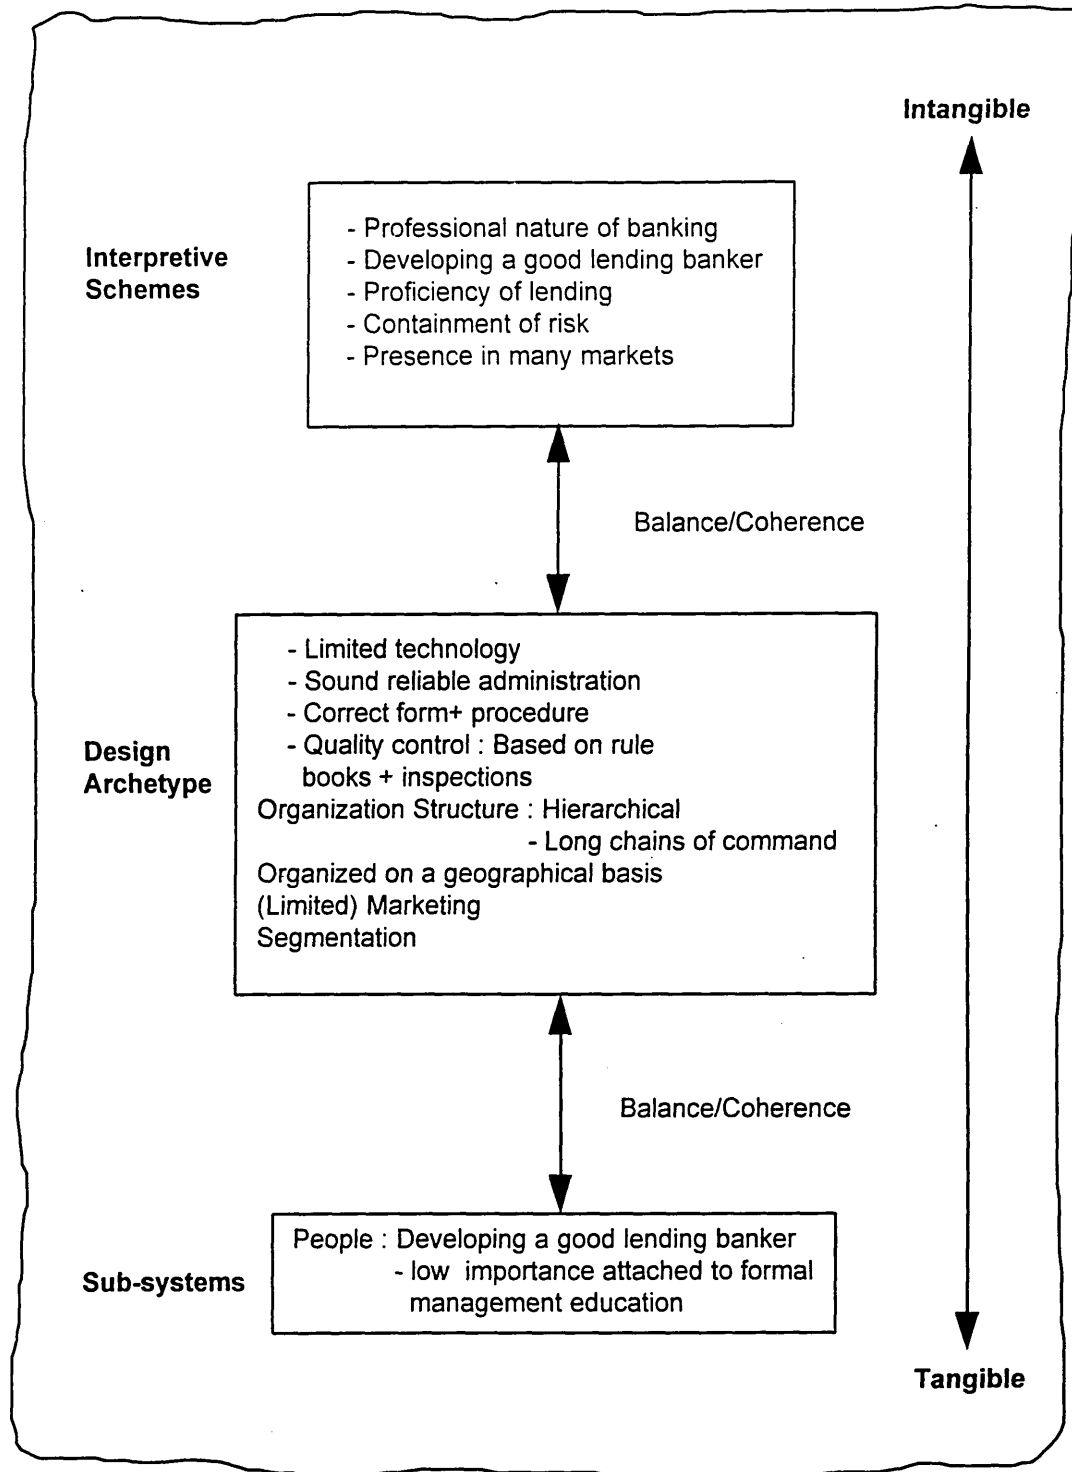 Intangible
Interpretive
Schemes
- Professional nature of banking
- Developing a good lending banker
- Proficiency of lending
- Containment of risk
- Presence in many markets
Balance/Coherence
Design
Archetype
- Limited technology
- Sound reliable administration
- Correct form+ procedure
- Quality control : Based on rule
books + inspections
Organization Structure : Hierarchical
- Long chains of command
Organized on a geographical basis
(Limited) Marketing
Segmentation
Balance/Coherence
Sub-systems
People : Developing a good lending banker
- low importance attached to formal
management education
Tangible